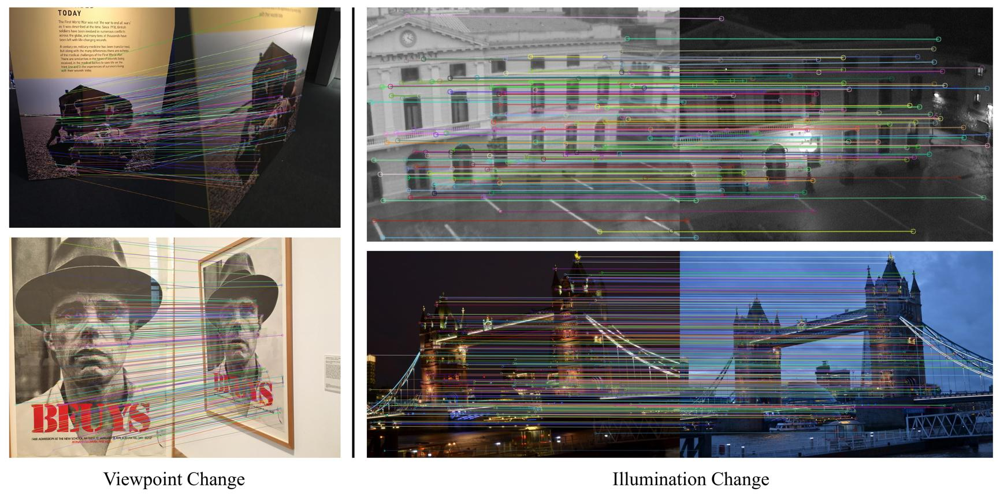 TODAY
The First World War was not 'the war to end all wars'
as it was described at the time. Since 1918, British
soldiers have been involved in numerous conflicts
across the globe, and many tens of thousands have
been left with life-changing wounds.
A century on, military medicine has been transformed,
but along with the many differences there are echoes
of the medical challenges of the First World War.
There are similarities in the types of wounds being
received, in the medical tactics to save life on the
front line and in the experiences of survivors living
with their wounds today.
BEUYS
FREE ADMISSION AT THE NEW SCHOOL, 66 WEST 12, JANUARY
RONALD FELDMAN FINE ARTS
BEUYS
Viewpoint Change
Illumination Change